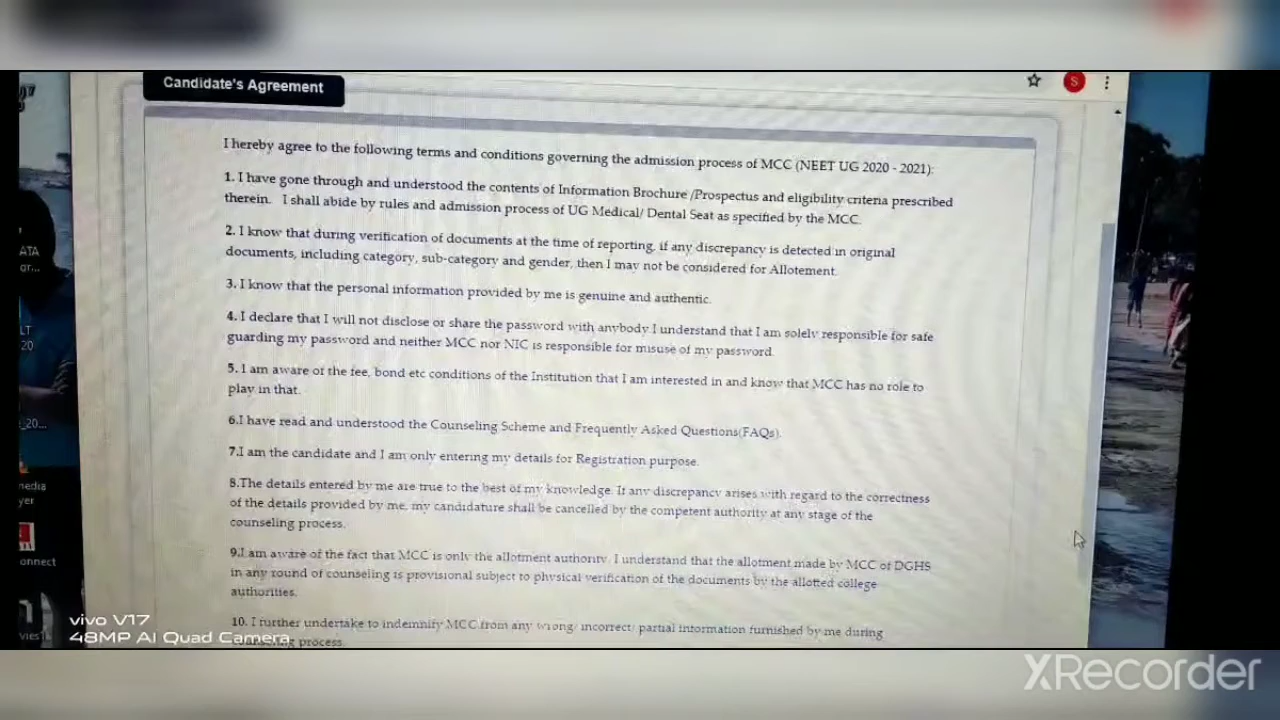 Candidate's Agreement
S
I hereby agree to the following terms and conditions governing the admission process of MCC (NEET UG 2020 - 2021):
1. I have gone through and understood the contents of Information Brochure /Prospectus and eligibility criteria prescribed
therein. I shall abide by rules and admission process of UG Medical/ Dental Seat as specified by the MCC.
2. I know that during verification of documents at the time of reporting, if any discrepancy is detected in original
documents, including category, sub-category and gender, then I may not be considered for Allotement.
3. I know that the personal information provided by me is genuine and authentic.
4. I declare that I will not disclose or share the password with anybody. I understand that I am solely responsible for safe
guarding my password and neither MCC nor NIC is responsible for misuse of my password.
5. I am aware of the fee, bond etc conditions of the Institution that I am interested in and know that MCC has no role to
play in that.
6.I have read and understood the Counseling Scheme and Frequently Asked Questions(FAQs).
7.I am the candidate and I am only entering my details for Registration purpose.
8.The details entered by me are true to the best of my knowledge. If any discrepancy arises with regard to the correctness
of the details provided by me, my candidature shall be cancelled by the competent authority at any stage of the
counseling process.
9.I am aware of the fact that MCC is only the allotment authority. I understand that the allotment made by MCC of DGHS
in any round of counseling is provisional subject to physical verification of the documents by the allotted college
authorities.
10. I further undertake to indemnify MCC from any wrong/ incorrect/ partial information furnished by me during
counseling process.
ATA
gr...
LT
20
_20...
nedia
yer
onnect
vies
vivo V17
48MP AI Quad Camera
XRecorder